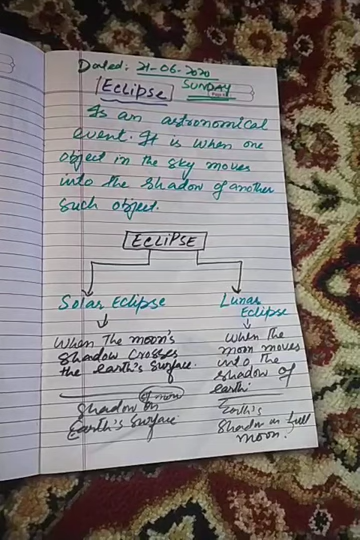 Dated: 21-06-2020
SUNDAY
Eclipse
Is an astronomical
event. It is when one
object in the sky moves
into the shadow of another
such object.
ECLIPSE
Solar Eclipse
When The moon's
shadow crosses
the earth's surface.
of moon
Shadow on
Earth's surface
Lunar
Eclipse
when the
moon moves
into the
shadow of
earth
Earth's
shadow on full
moon.